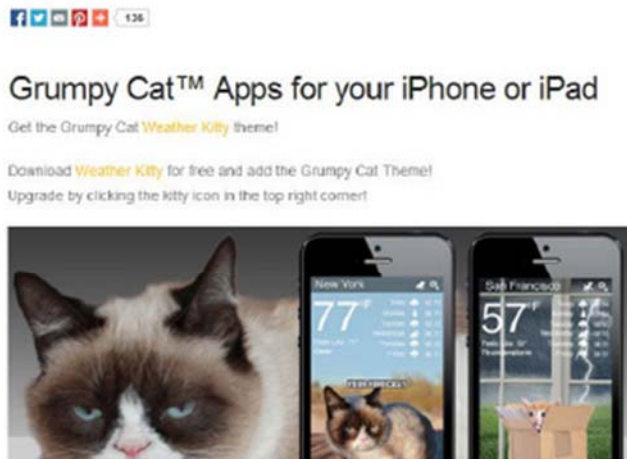 136
Grumpy Cat™ Apps for your iPhone or iPad
Get the Grumpy Cat Weather Kitty theme!
Download Weather Kitty for free and add the Grumpy Cat Theme!
Upgrade by clicking the kitty icon in the top right corner!
New York
77°F
San Francisco
57°F
Thunderstorm